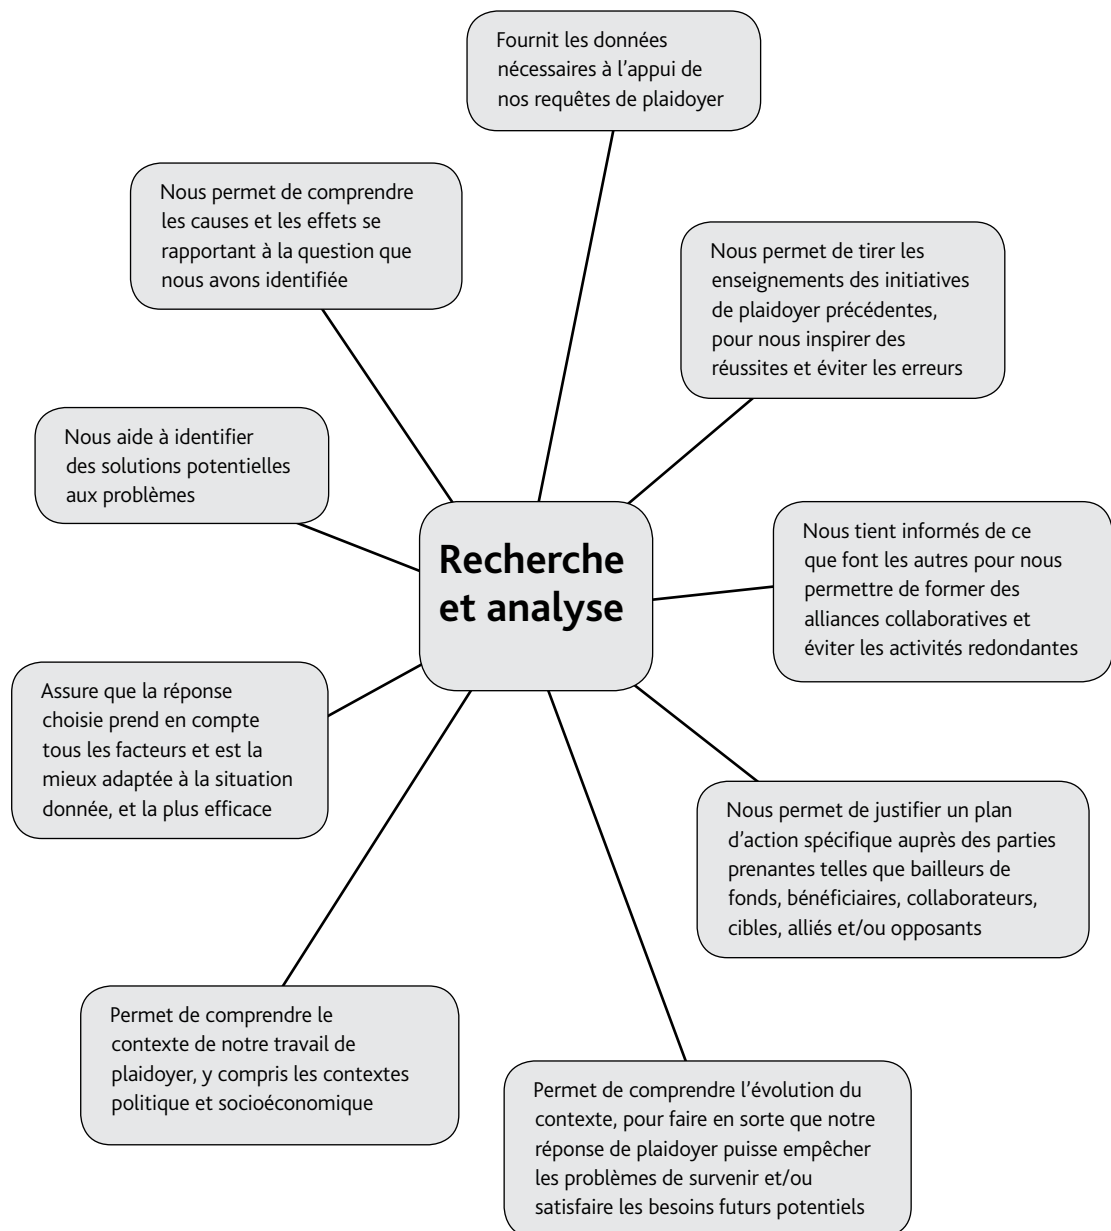 Fournit les données
nécessaires à l’appui de
nos requêtes de plaidoyer
Nous permet de comprendre
les causes et les effets se
rapportant à la question que
nous avons identifiée
Nous permet de tirer les
enseignements des initiatives
de plaidoyer précédentes,
pour nous inspirer des
réussites et éviter les erreurs
Nous aide à identifier
des solutions potentielles
aux problèmes
Recherche
et analyse
Nous tient informés de ce
que font les autres pour nous
permettre de former des
alliances collaboratives et
éviter les activités redondantes
Assure que la réponse
choisie prend en compte
tous les facteurs et est la
mieux adaptée à la situation
donnée, et la plus efficace
Nous permet de justifier un plan
d’action spécifique auprès des parties
prenantes telles que bailleurs de
fonds, bénéficiaires, collaborateurs,
cibles, alliés et/ou opposants
Permet de comprendre le
contexte de notre travail de
plaidoyer, y compris les contextes
politique et socioéconomique
Permet de comprendre l’évolution du
contexte, pour faire en sorte que notre
réponse de plaidoyer puisse empêcher
les problèmes de survenir et/ou
satisfaire les besoins futurs potentiels